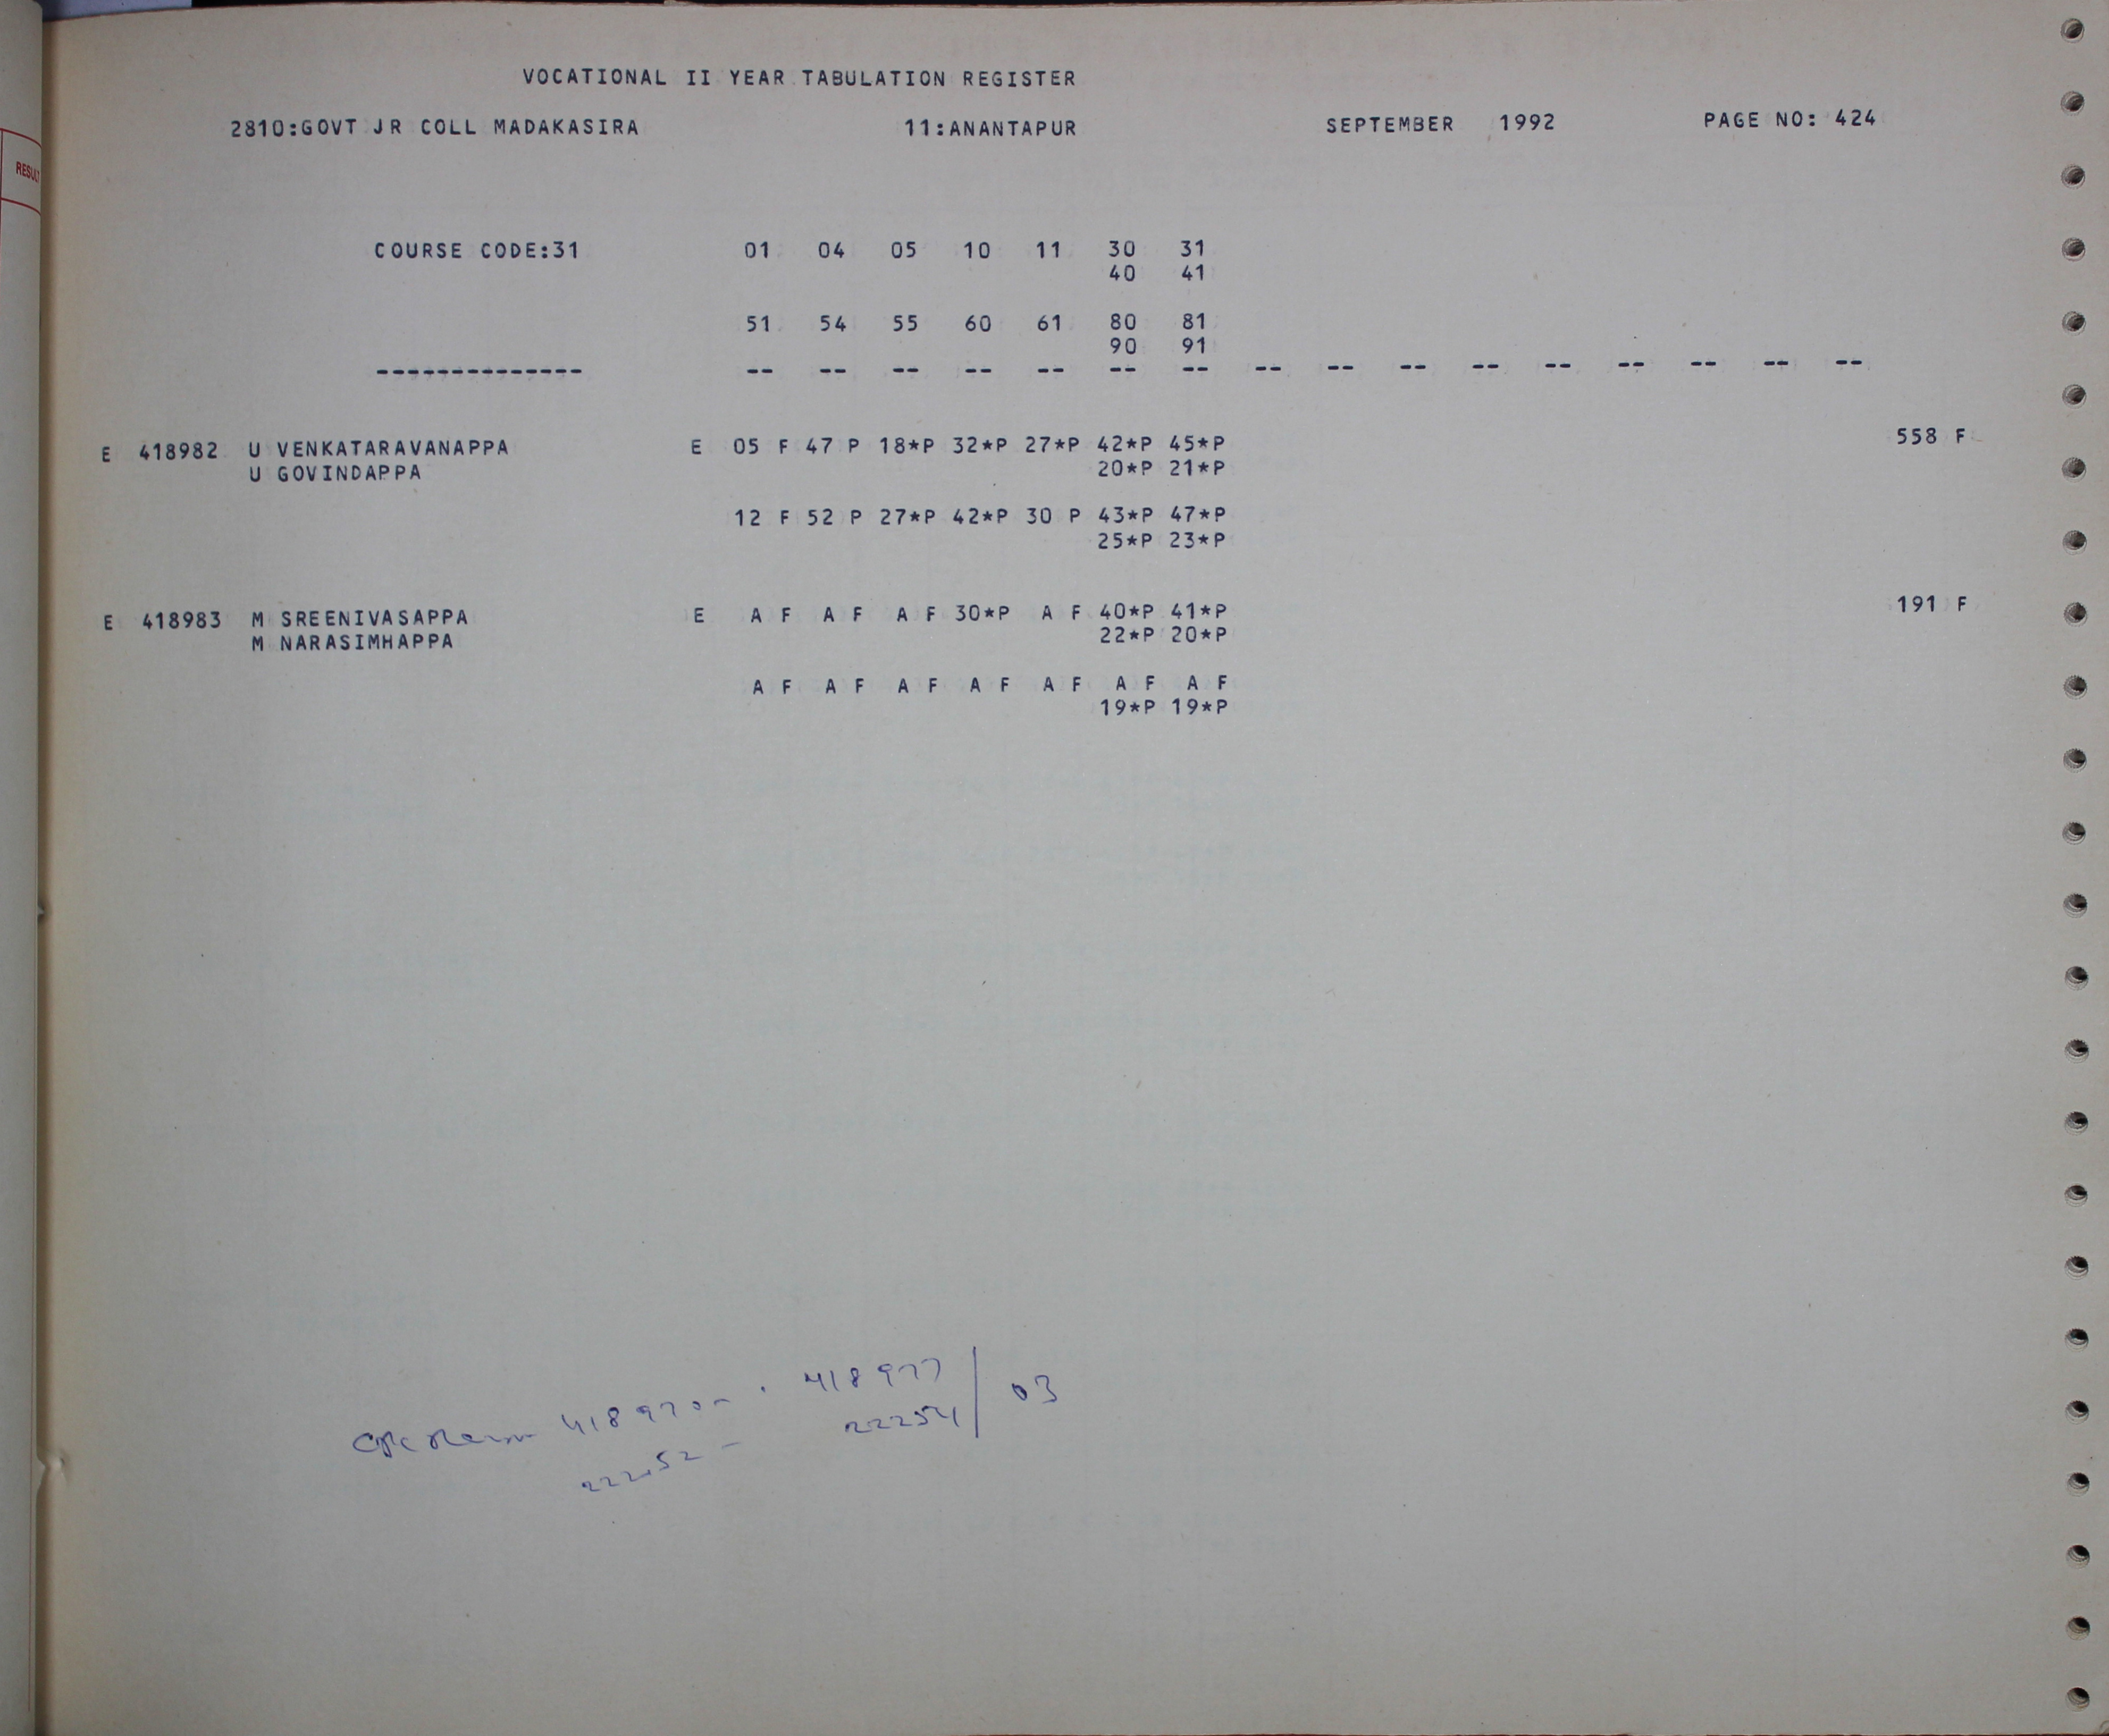 VOCATIONAL II YEAR TABULATION REGISTER
2810:GOVT JR COLL MADAKASIRA 11:ANANTAPUR SEPTEMBER 1992 PAGE NO: 424
RESULT
COURSE CODE:31 01 04 05 10 11 30 31
40 41
51 54 55 60 61 80 81
90 91
-------------- -- -- -- -- -- -- -- -- -- -- -- -- -- -- -- --
E 418982 U VENKATARAVANAPPA E 05 F 47 P 18*P 32*P 27*P 42*P 45*P 558 F
U GOVINDAPPA 20*P 21*P
12 F 52 P 27*P 42*P 30 P 43*P 47*P
25*P 23*P
E 418983 M SREENIVASAPPA E A F A F A F 30*P A F 40*P 41*P 191 F
M NARASIMHAPPA 22*P 20*P
A F A F A F A F A F A F A F
19*P 19*P
418970 - 418977 03
22252 - 22254